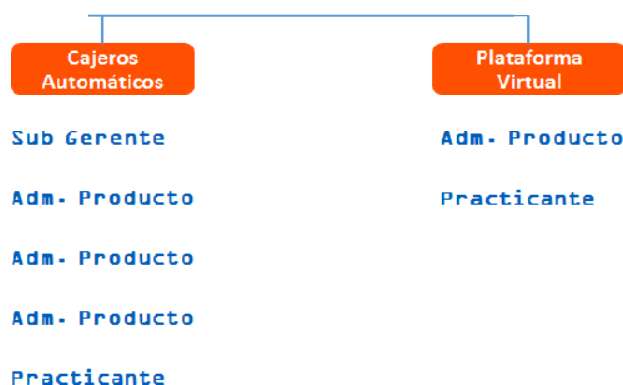 Cajeros
Automáticos
Plataforma
Virtual
Sub Gerente
Adm. Producto
Adm. Producto
Adm. Producto
Practicante
Adm. Producto
Practicante